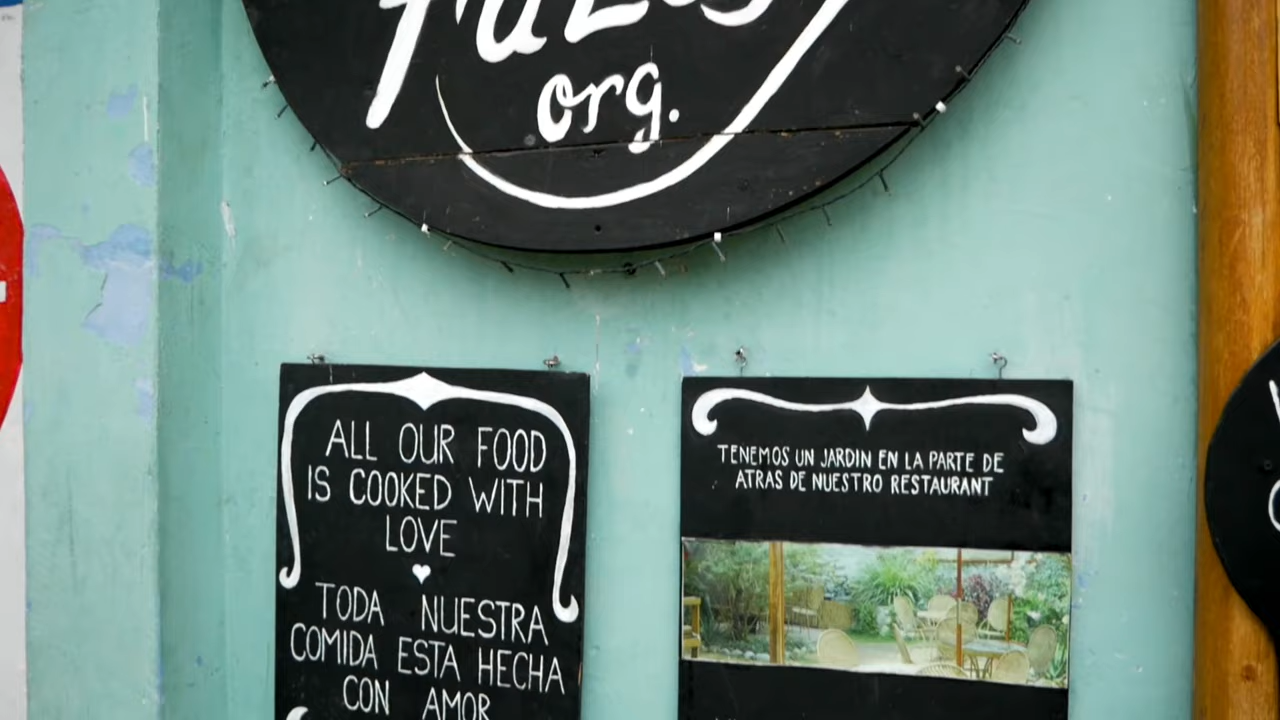 org.
ALL OUR FOOD
IS COOKED WITH
LOVE
TODA NUESTRA
COMIDA ESTA HECHA
CON AMOR
TENEMOS UN JARDIN EN LA PARTE DE
ATRAS DE NUESTRO RESTAURANT